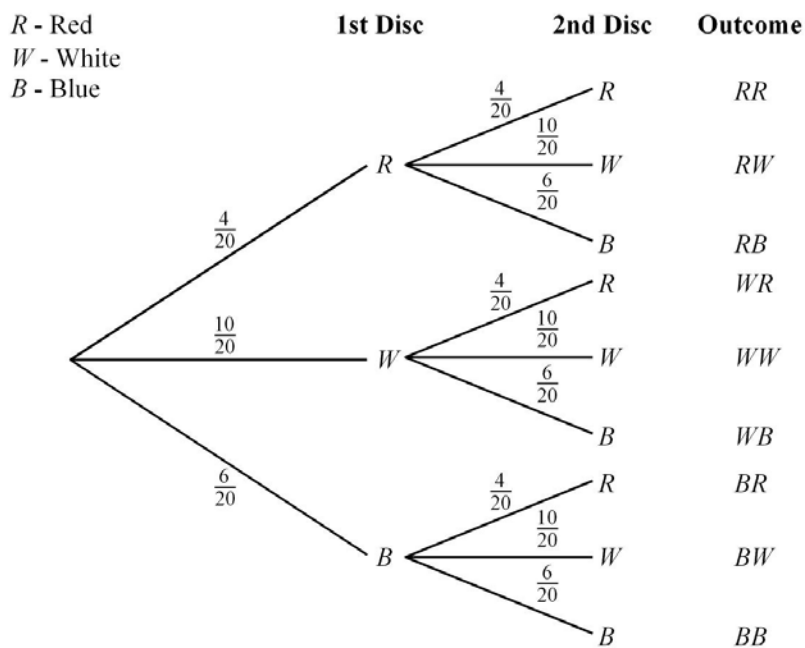 R - Red 1st Disc 2nd Disc Outcome
W - White
B - Blue
4/20 R RR
10/20
R W RW
6/20
4/20
B RB
4/20 R WR
10/20 10/20
W W WW
6/20
B WB
6/20 4/20 R BR
10/20
B W BW
6/20
B BB